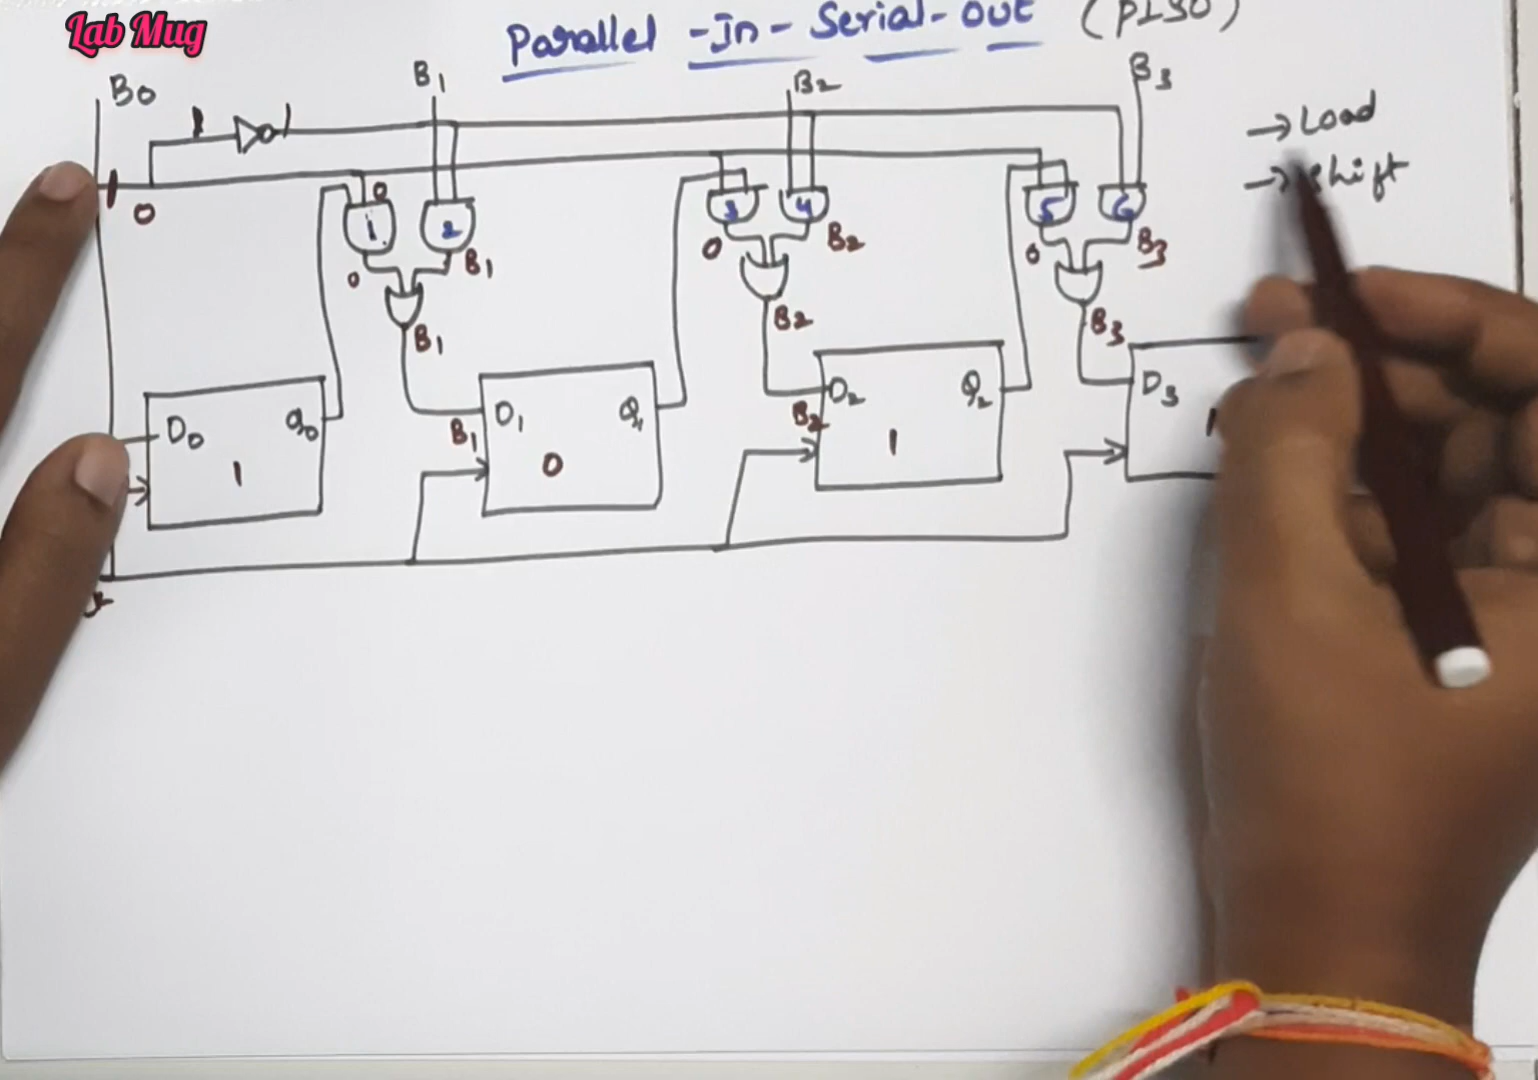 Lab Mug
Parallel -In- Serial-out (PISO)
B0 B1 B2 B3
→ Load
→ Shift
0 1 0
1 2 3 4 5 6
0 B1 0 B2 0 B3
B1 B2 B3
D0 Q0 D1 Q1 D2 Q2 D3
B1 B2
1 0 1